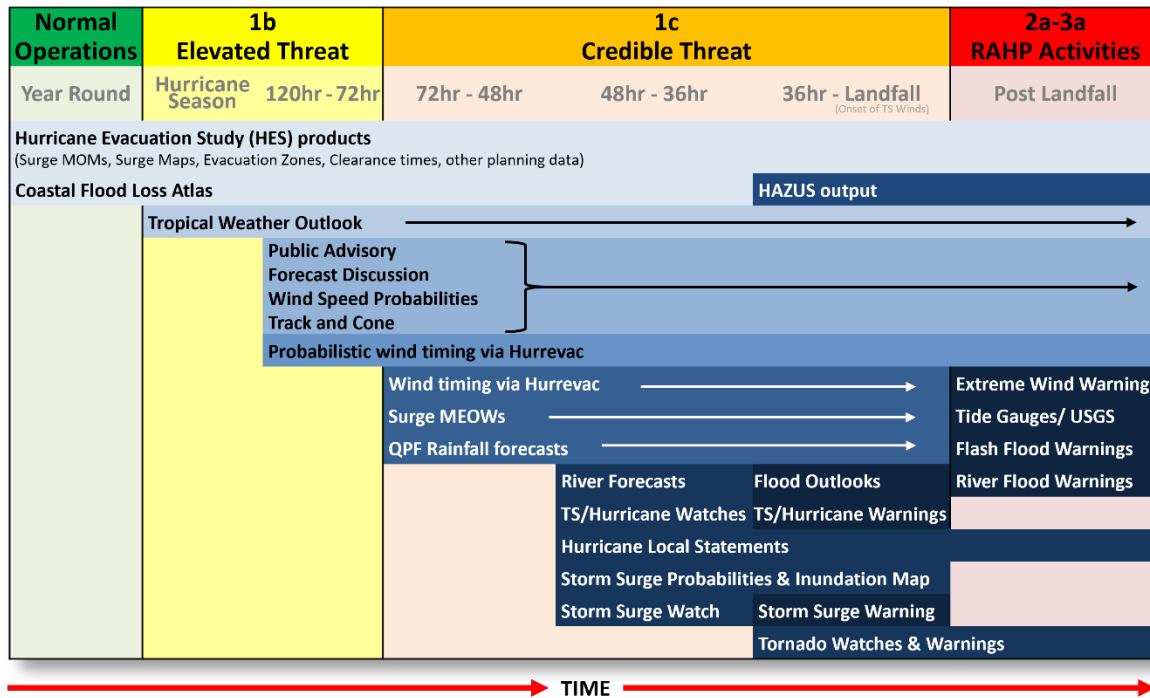 Normal
Operations
1b
Elevated Threat
1c
Credible Threat
2a-3a
RAHP Activities
Year Round
Hurricane
Season
120hr - 72hr
72hr - 48hr
48hr - 36hr
36hr - Landfall
(Onset of TS Winds)
Post Landfall
Hurricane Evacuation Study (HES) products
(Surge MOMs, Surge Maps, Evacuation Zones, Clearance times, other planning data)
Coastal Flood Loss Atlas
HAZUS output
Tropical Weather Outlook
Public Advisory
Forecast Discussion
Wind Speed Probabilities
Track and Cone
Probabilistic wind timing via Hurrevac
Wind timing via Hurrevac
Extreme Wind Warning
Surge MEOWs
Tide Gauges/ USGS
QPF Rainfall forecasts
Flash Flood Warnings
River Forecasts
Flood Outlooks
River Flood Warnings
TS/Hurricane Watches
TS/Hurricane Warnings
Hurricane Local Statements
Storm Surge Probabilities & Inundation Map
Storm Surge Watch
Storm Surge Warning
Tornado Watches & Warnings
TIME